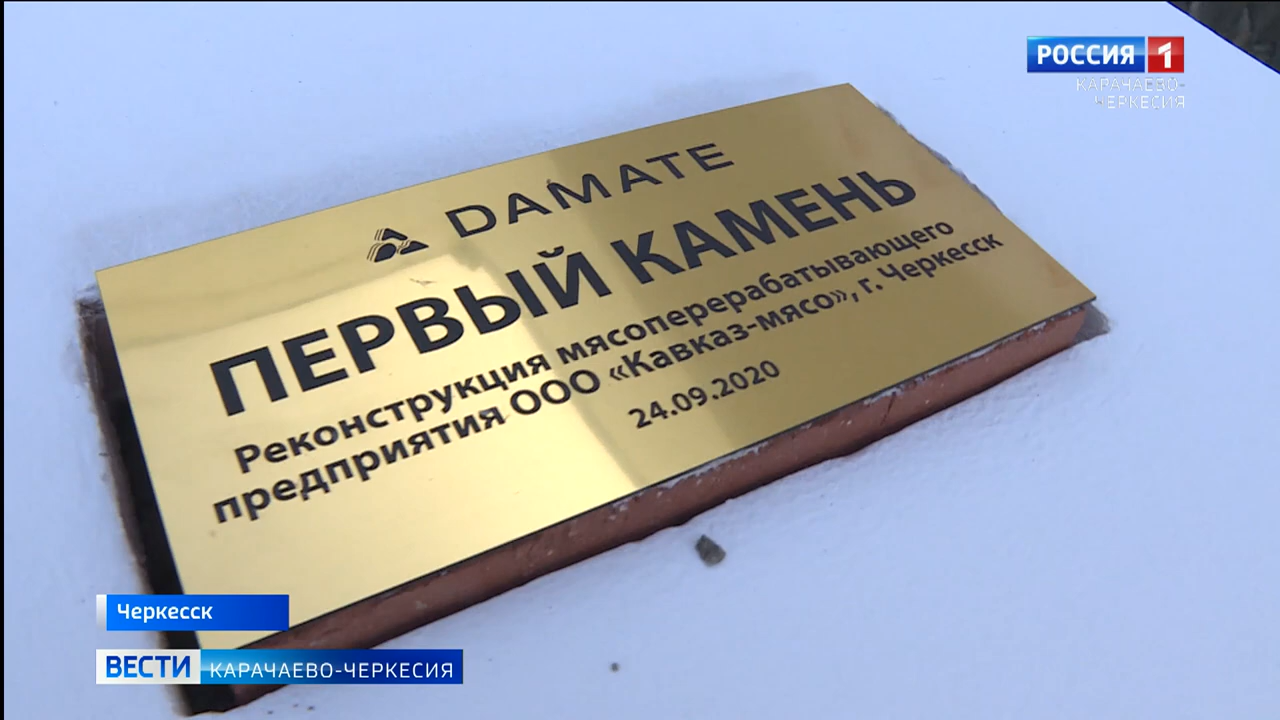 РОССИЯ 1
КАРАЧАЕВО-
ЧЕРКЕСИЯ
DAMATE
ПЕРВЫЙ КАМЕНЬ
Реконструкция мясоперерабатывающего
предприятия ООО «Кавказ-мясо», г. Черкесск
24.09.2020
Черкесск
ВЕСТИ КАРАЧАЕВО-ЧЕРКЕСИЯ